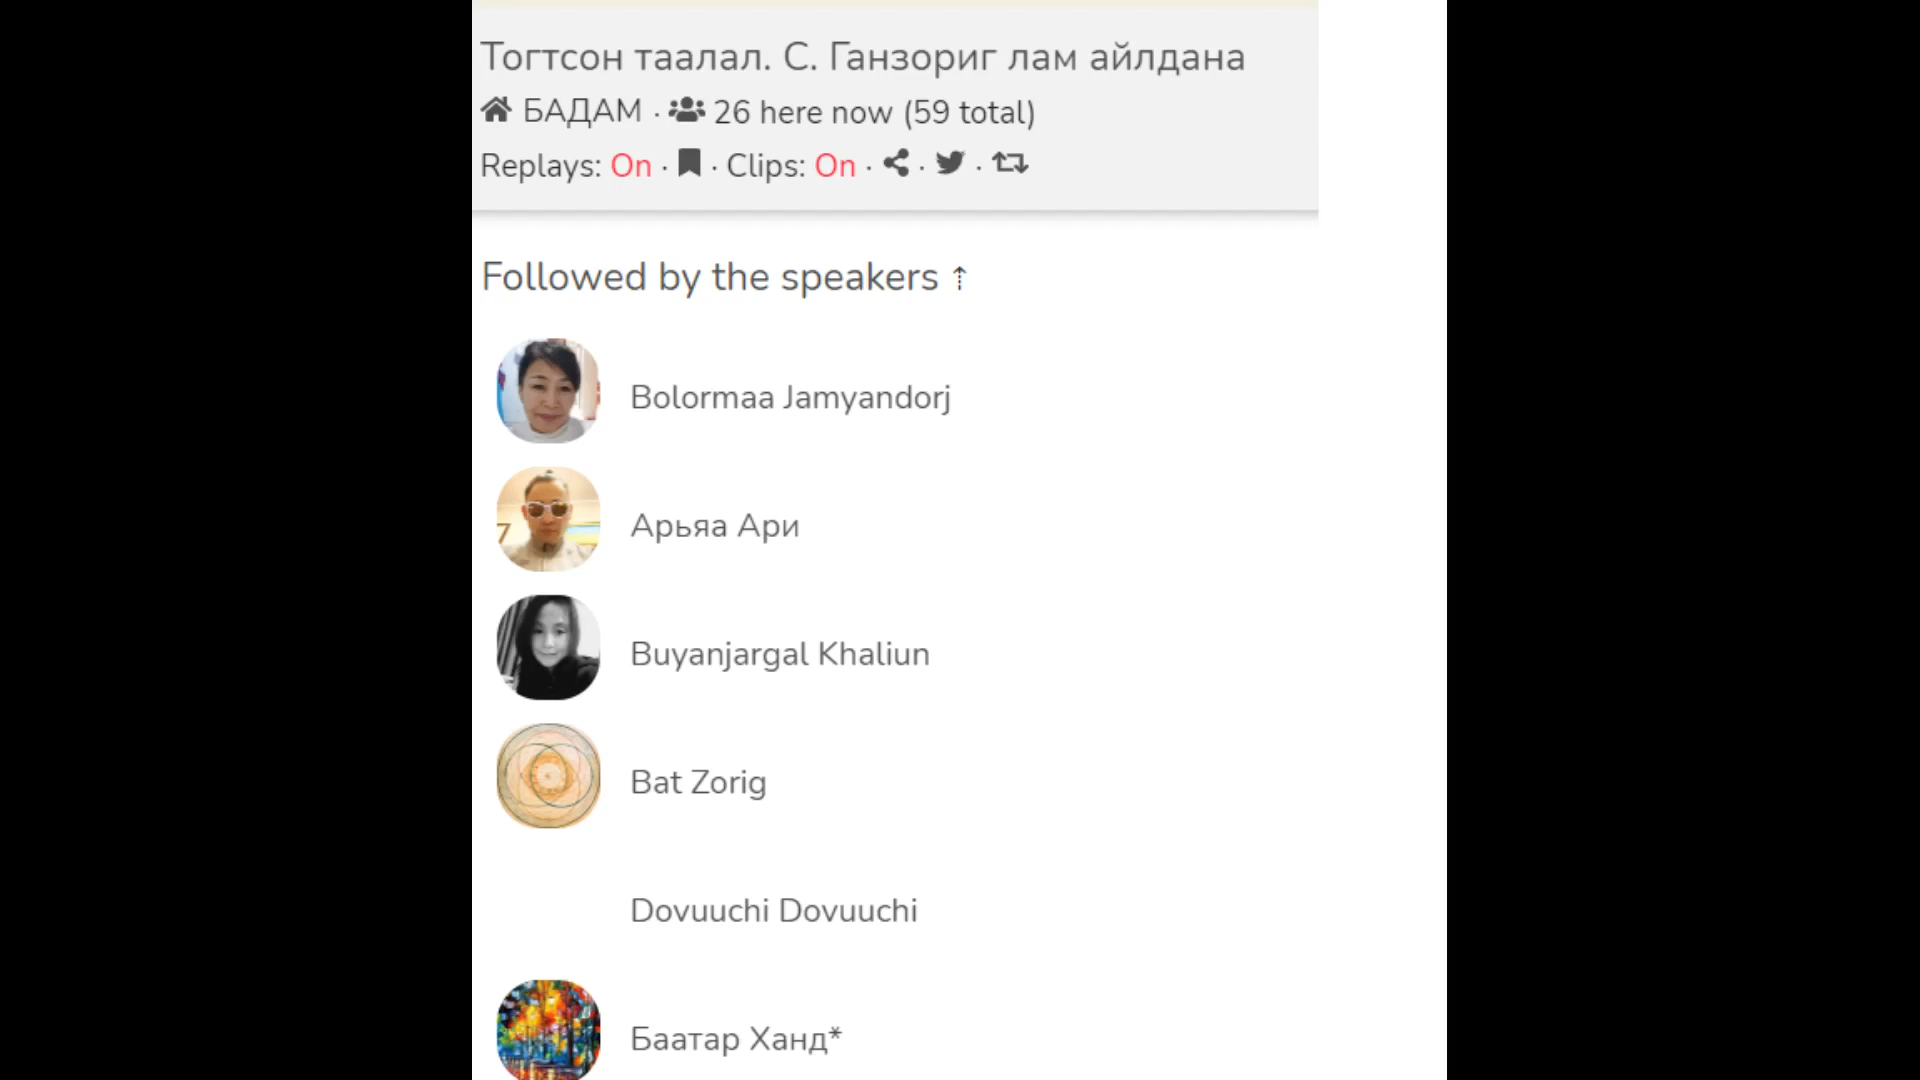 Тогтсон таалал. С. Ганзориг лам айлдана
БАДАМ · 26 here now (59 total)
Replays: On · · Clips: On · · ·
Followed by the speakers ⇡
Bolormaa Jamyandorj
Арьяа Ари
Buyanjargal Khaliun
Bat Zorig
Dovuuchi Dovuuchi
Баатар Ханд*